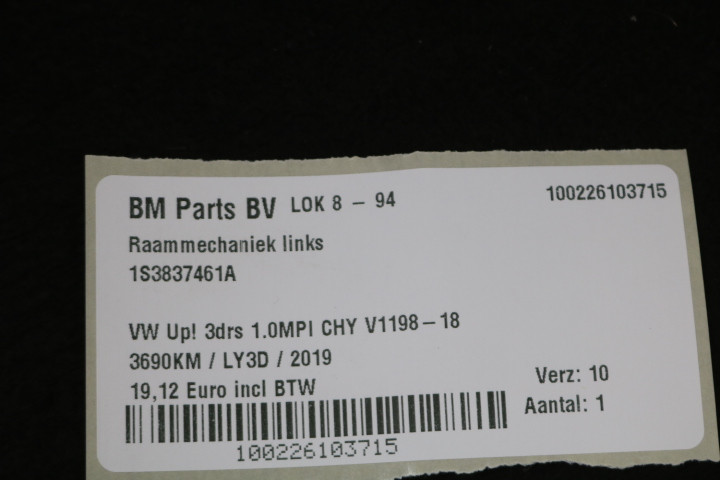 BM Parts BV LOK 8 - 94 100226103715
Raammechaniek links
1S3837461A
VW Up! 3drs 1.0MPI CHY V1198-18
3690KM / LY3D / 2019
19,12 Euro incl BTW
Verz: 10
Aantal: 1
100226103715